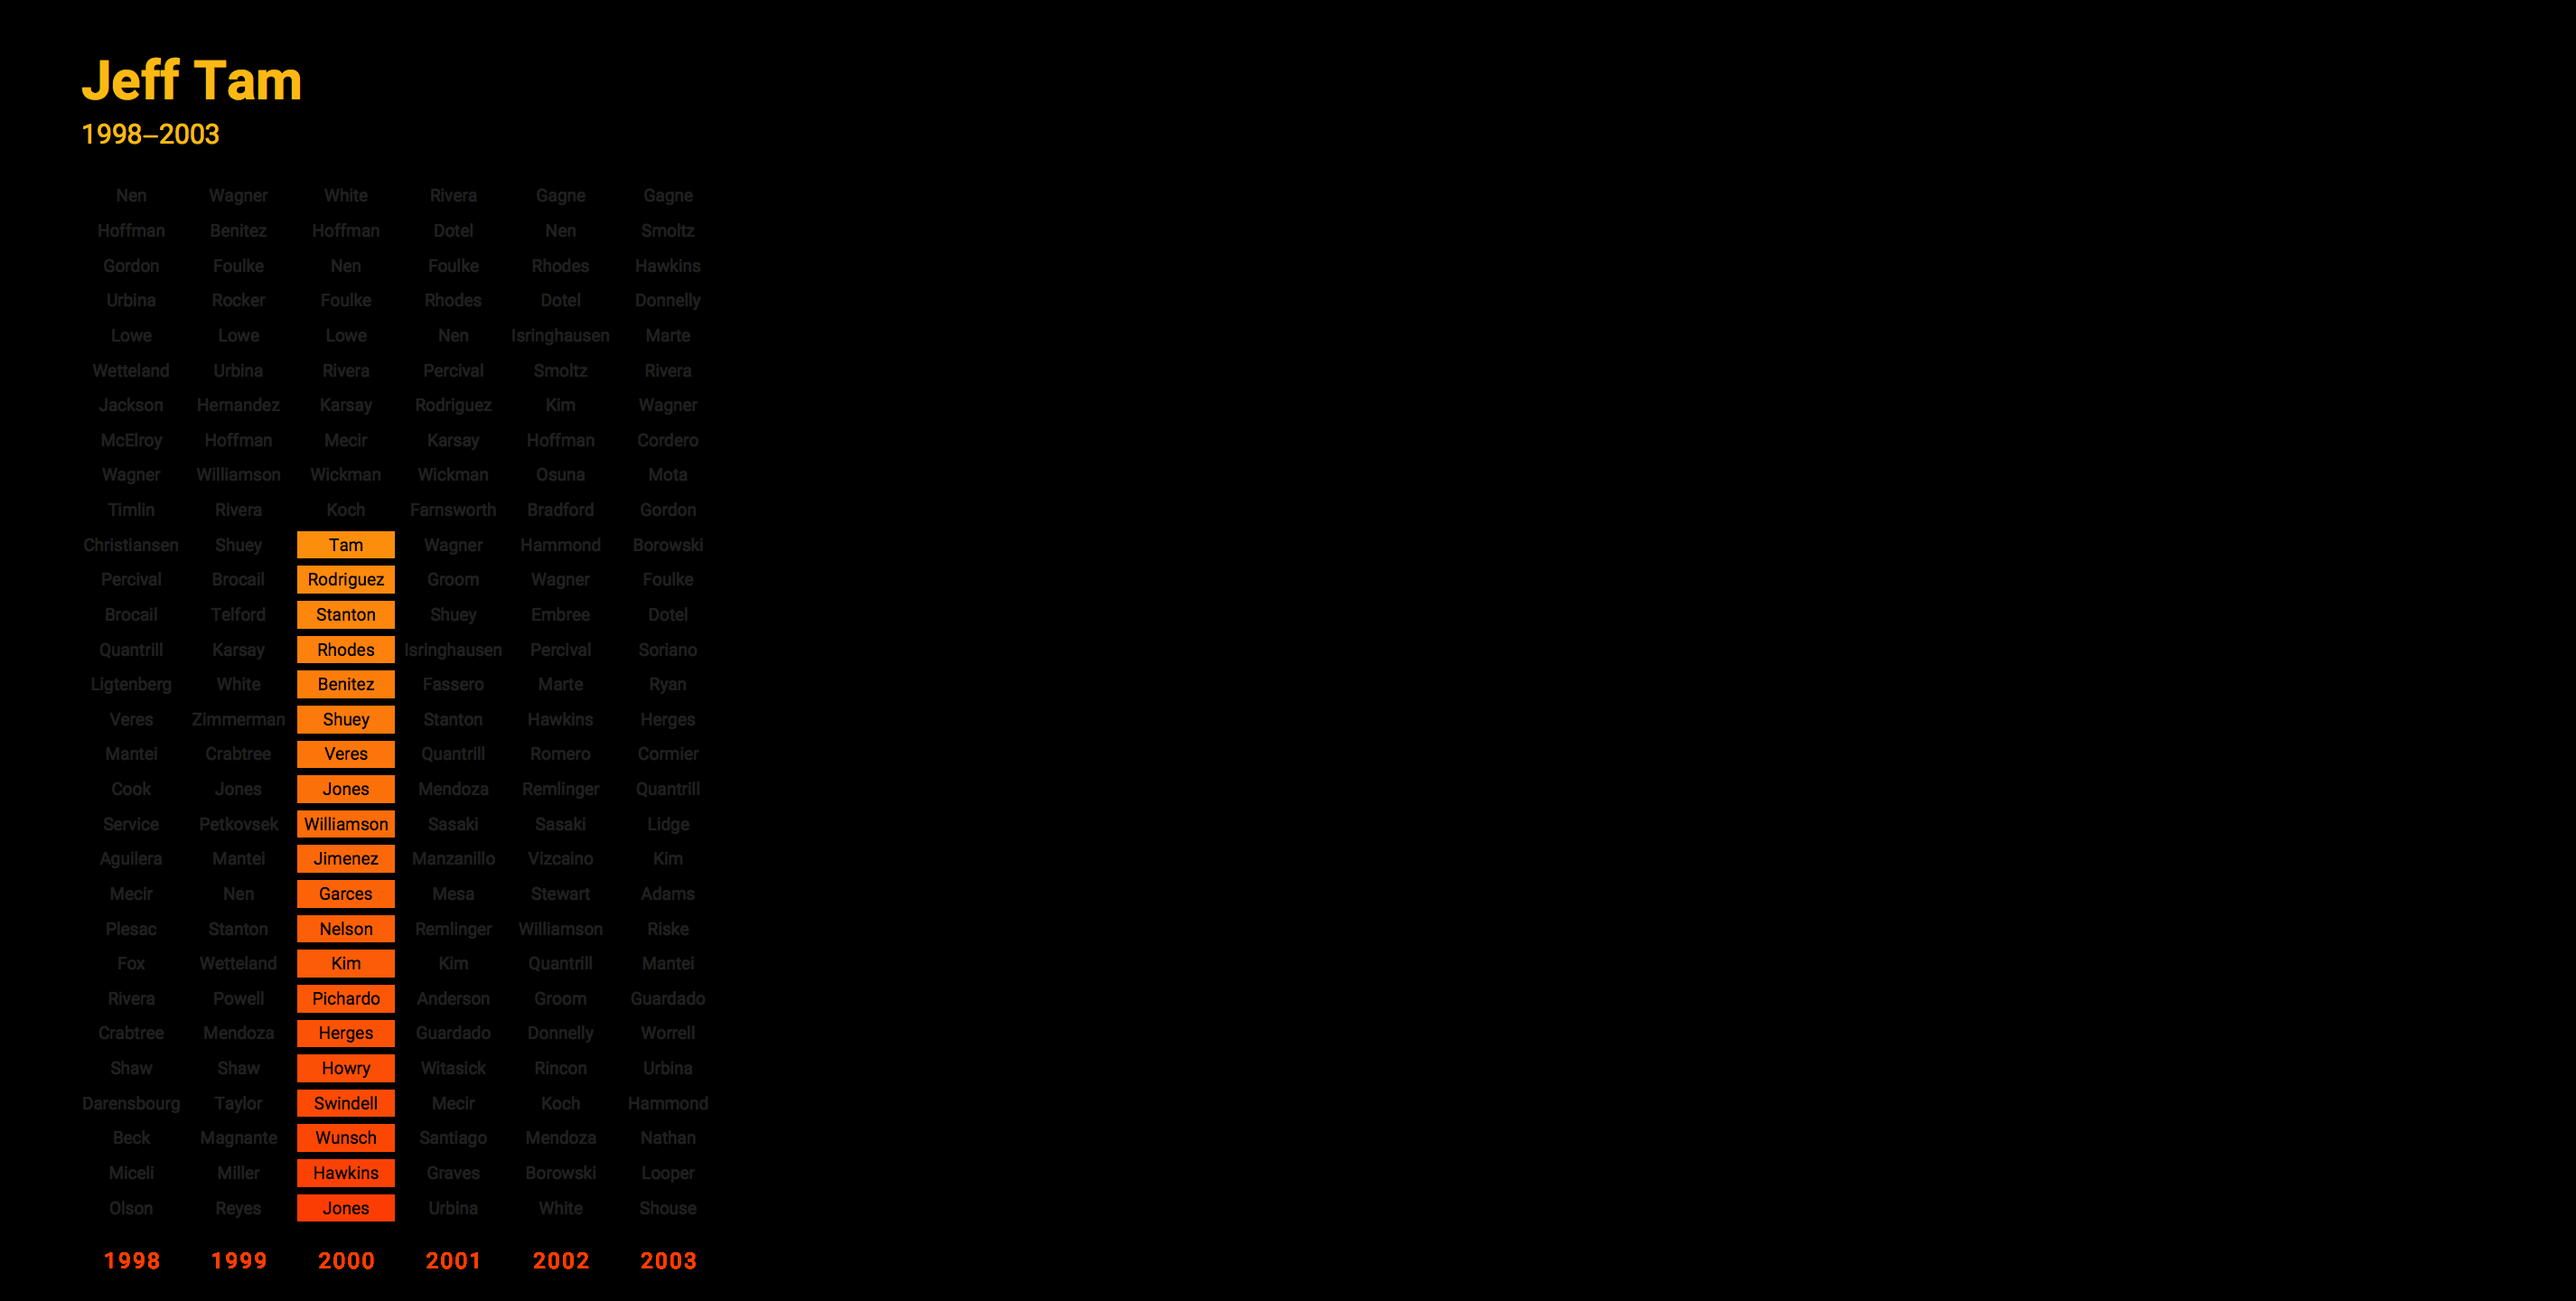 Jeff Tam
1998–2003
Nen Wagner White Rivera Gagne Gagne
Hoffman Benitez Hoffman Dotel Nen Smoltz
Gordon Foulke Nen Foulke Rhodes Hawkins
Urbina Rocker Foulke Rhodes Dotel Donnelly
Lowe Lowe Lowe Nen Isringhausen Marte
Wetteland Urbina Rivera Percival Smoltz Rivera
Jackson Hernandez Karsay Rodriguez Kim Wagner
McElroy Hoffman Mecir Karsay Hoffman Cordero
Wagner Williamson Wickman Wickman Osuna Mota
Timlin Rivera Koch Farnsworth Bradford Gordon
Christiansen Shuey Tam Wagner Hammond Borowski
Percival Brocail Rodriguez Groom Wagner Foulke
Brocail Telford Stanton Shuey Embree Dotel
Quantrill Karsay Rhodes Isringhausen Percival Soriano
Ligtenberg White Benitez Fassero Marte Ryan
Veres Zimmerman Shuey Stanton Hawkins Herges
Mantei Crabtree Veres Quantrill Romero Cormier
Cook Jones Jones Mendoza Remlinger Quantrill
Service Petkovsek Williamson Sasaki Sasaki Lidge
Aguilera Mantei Jimenez Manzanillo Vizcaino Kim
Mecir Nen Garces Mesa Stewart Adams
Plesac Stanton Nelson Remlinger Williamson Riske
Fox Wetteland Kim Kim Quantrill Mantei
Rivera Powell Pichardo Anderson Groom Guardado
Crabtree Mendoza Herges Guardado Donnelly Worrell
Shaw Shaw Howry Witasick Rincon Urbina
Darensbourg Taylor Swindell Mecir Koch Hammond
Beck Magnante Wunsch Santiago Mendoza Nathan
Miceli Miller Hawkins Graves Borowski Looper
Olson Reyes Jones Urbina White Shouse
1998 1999 2000 2001 2002 2003